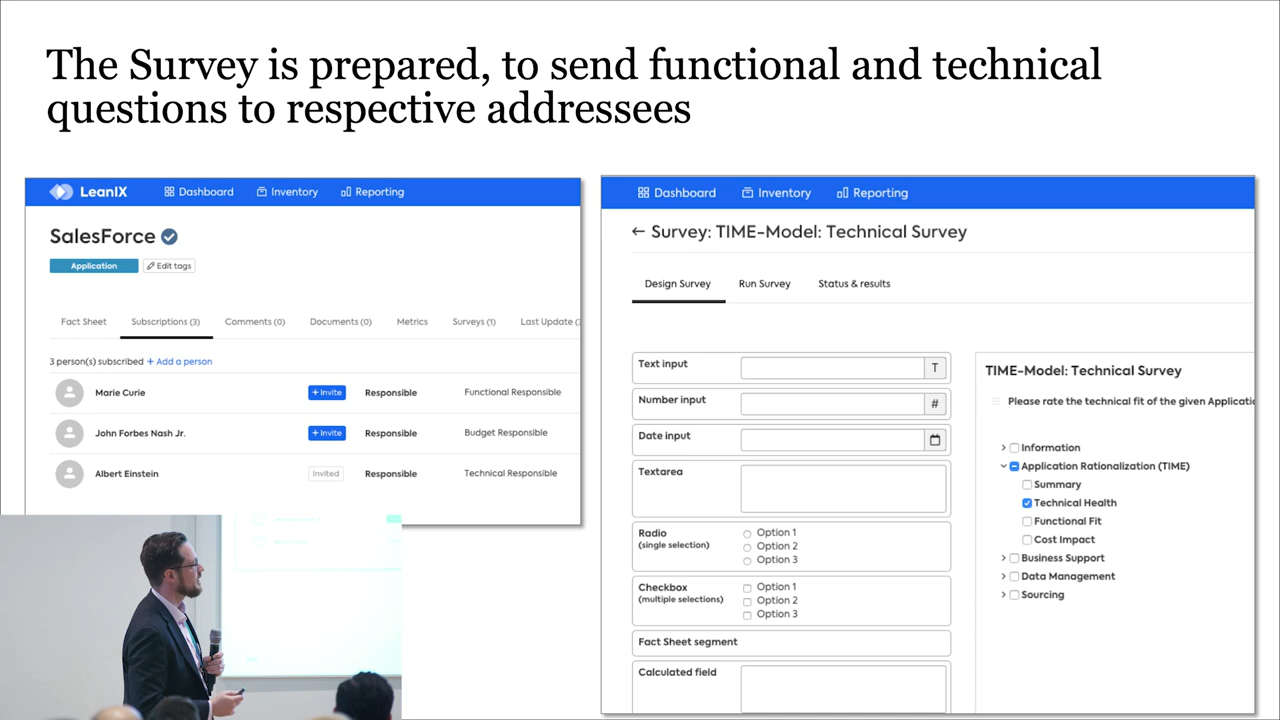 The Survey is prepared, to send functional and technical
questions to respective addressees
LeanIX Dashboard Inventory Reporting
SalesForce
Application Edit tags
Fact Sheet Subscriptions (3) Comments (0) Documents (0) Metrics Surveys (1) Last Update
3 person(s) subscribed + Add a person
Marie Curie + Invite Responsible Functional Responsible
John Forbes Nash Jr. + Invite Responsible Budget Responsible
Albert Einstein Invited Responsible Technical Responsible
Dashboard Inventory Reporting
← Survey: TIME-Model: Technical Survey
Design Survey Run Survey Status & results
Text input T
Number input #
Date input
Textarea
Radio
(single selection)
Option 1
Option 2
Option 3
Checkbox
(multiple selections)
Option 1
Option 2
Option 3
Fact Sheet segment
Calculated field
TIME-Model: Technical Survey
Please rate the technical fit of the given Applicatio
Information
Application Rationalization (TIME)
Summary
Technical Health
Functional Fit
Cost Impact
Business Support
Data Management
Sourcing